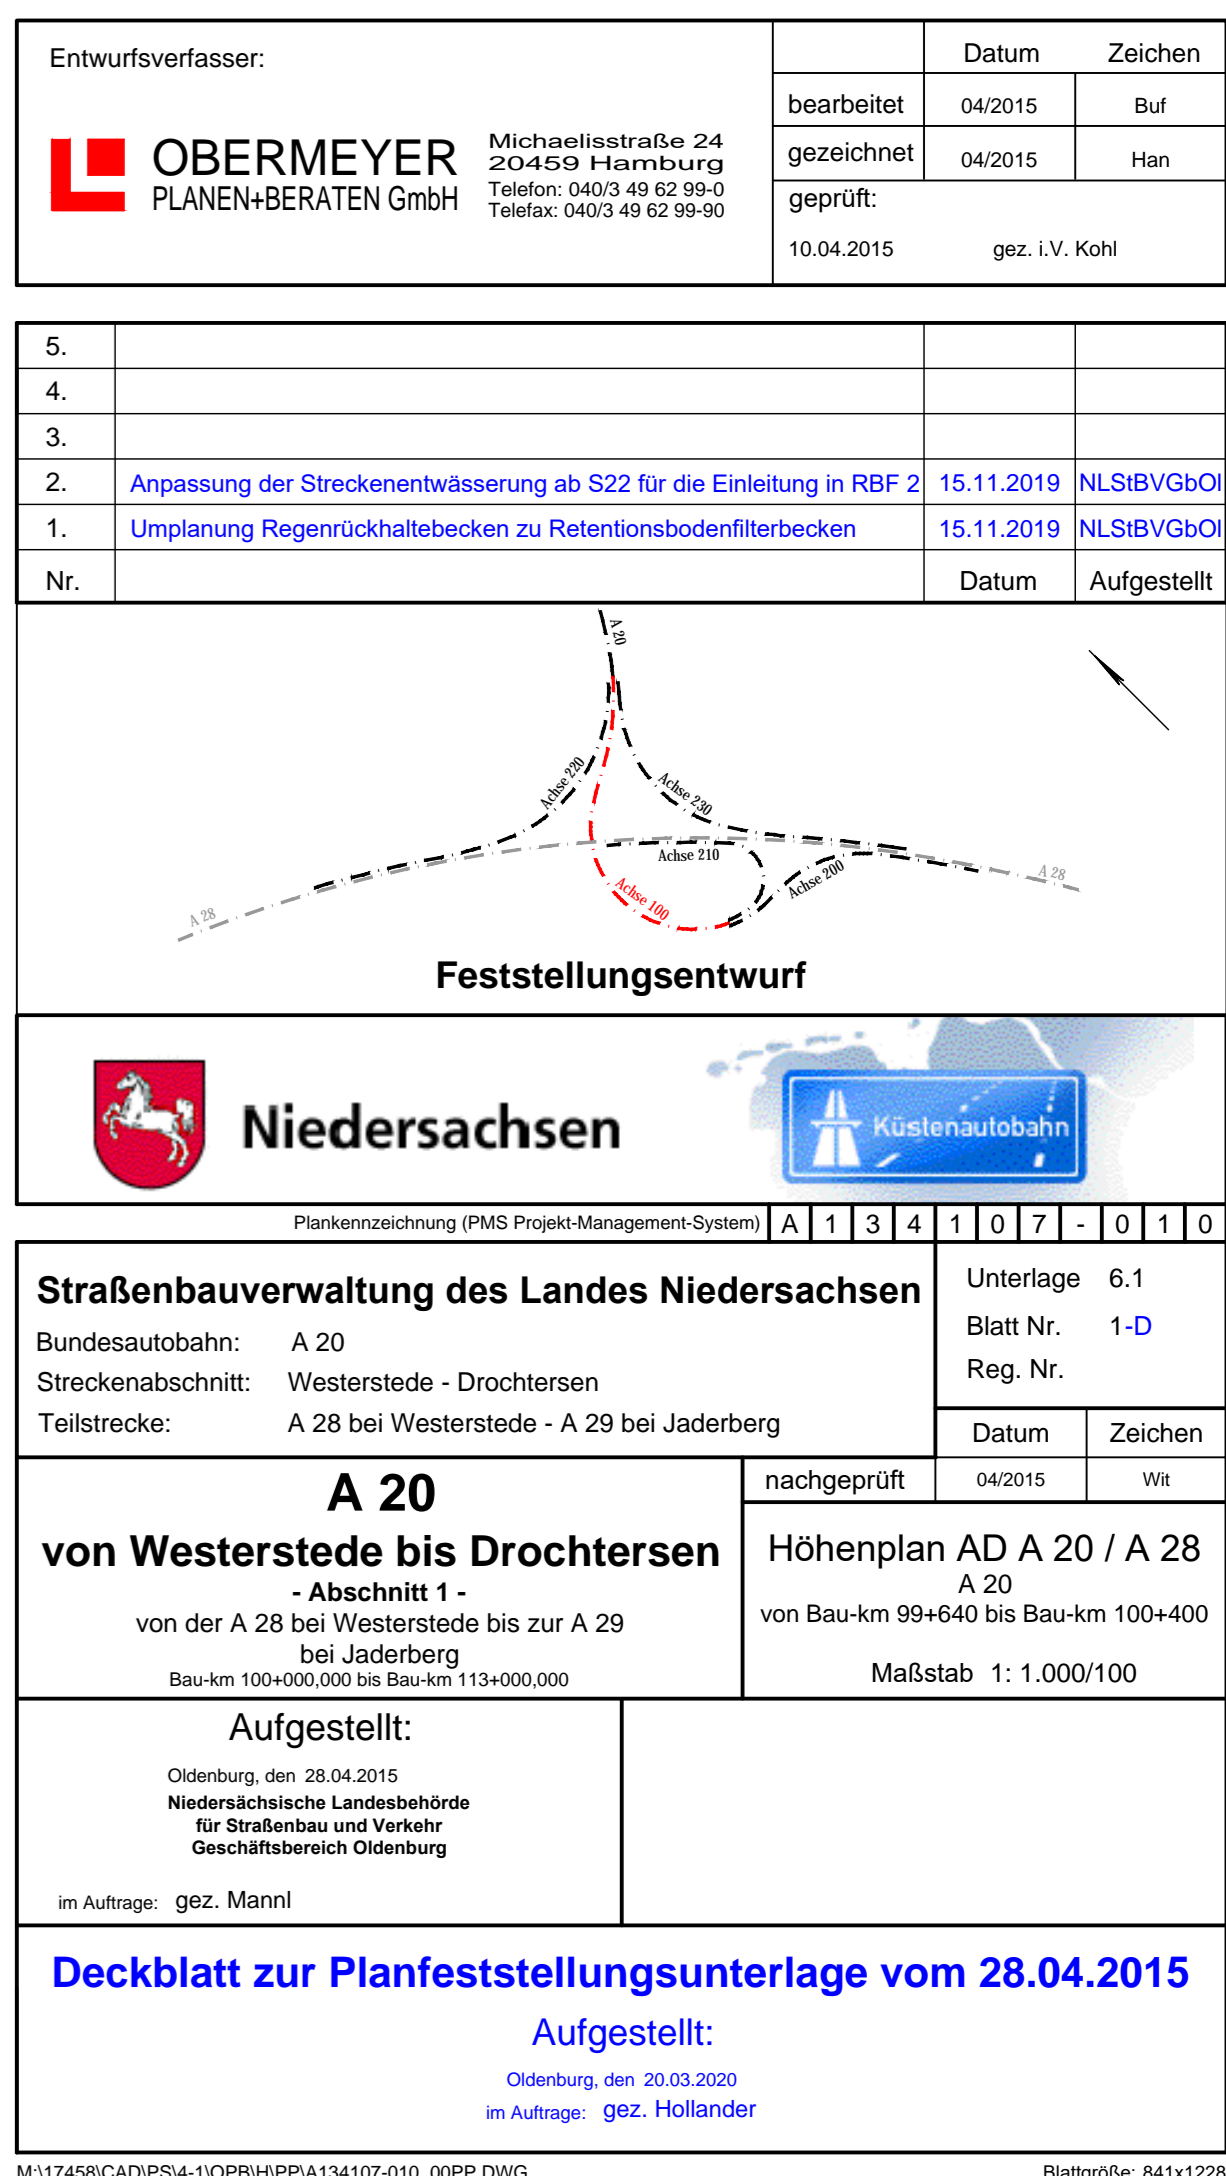 Entwurfsverfasser:
OBERMEYER
PLANEN+BERATEN GmbH
Michaelisstraße 24
20459 Hamburg
Telefon: 040/3 49 62 99-0
Telefax: 040/3 49 62 99-90
Datum Zeichen
bearbeitet 04/2015 Buf
gezeichnet 04/2015 Han
geprüft:
10.04.2015 gez. i.V. Kohl
5.
4.
3.
2. Anpassung der Streckenentwässerung ab S22 für die Einleitung in RBF 2 15.11.2019 NLStBVGbOl
1. Umplanung Regenrückhaltebecken zu Retentionsbodenfilterbecken 15.11.2019 NLStBVGbOl
Nr. Datum Aufgestellt
A 20
Achse 220
Achse 230
Achse 210
Achse 200
Achse 100
A 28
A 28
Feststellungsentwurf
Niedersachsen
Küstenautobahn
Plankennzeichnung (PMS Projekt-Management-System) A 1 3 4 1 0 7 - 0 1 0
Straßenbauverwaltung des Landes Niedersachsen
Bundesautobahn: A 20
Streckenabschnitt: Westerstede - Drochtersen
Teilstrecke: A 28 bei Westerstede - A 29 bei Jaderberg
Unterlage 6.1
Blatt Nr. 1-D
Reg. Nr.
Datum Zeichen
nachgeprüft 04/2015 Wit
A 20
von Westerstede bis Drochtersen
- Abschnitt 1 -
von der A 28 bei Westerstede bis zur A 29
bei Jaderberg
Bau-km 100+000,000 bis Bau-km 113+000,000
Höhenplan AD A 20 / A 28
A 20
von Bau-km 99+640 bis Bau-km 100+400
Maßstab 1: 1.000/100
Aufgestellt:
Oldenburg, den 28.04.2015
Niedersächsische Landesbehörde
für Straßenbau und Verkehr
Geschäftsbereich Oldenburg
im Auftrage: gez. Mannl
Deckblatt zur Planfeststellungsunterlage vom 28.04.2015
Aufgestellt:
Oldenburg, den 20.03.2020
im Auftrage: gez. Hollander
M:\17458\CAD\PS\4-1\OPB\H\PP\A134107-010_00PP.DWG Blattgröße: 841x1228